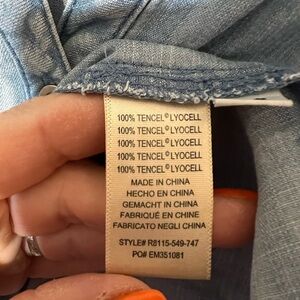 100% TENCEL® LYOCELL
100% TENCEL® LYOCELL
100% TENCEL® LYOCELL
100% TENCEL® LYOCELL
100% TENCEL® LYOCELL
MADE IN CHINA
HECHO EN CHINA
GEMACHT IN CHINA
FABRIQUÉ EN CHINE
FABRICATO NEGLI CHINA
STYLE# R8115-549-747
PO# EM351081